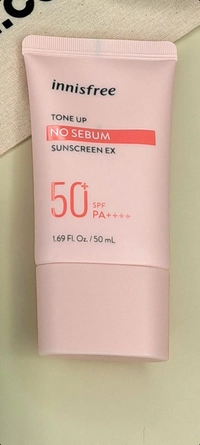 innisfree
TONE UP
NO SEBUM
SUNSCREEN EX
50+ SPF
PA++++
1.69 Fl. Oz. / 50 mL